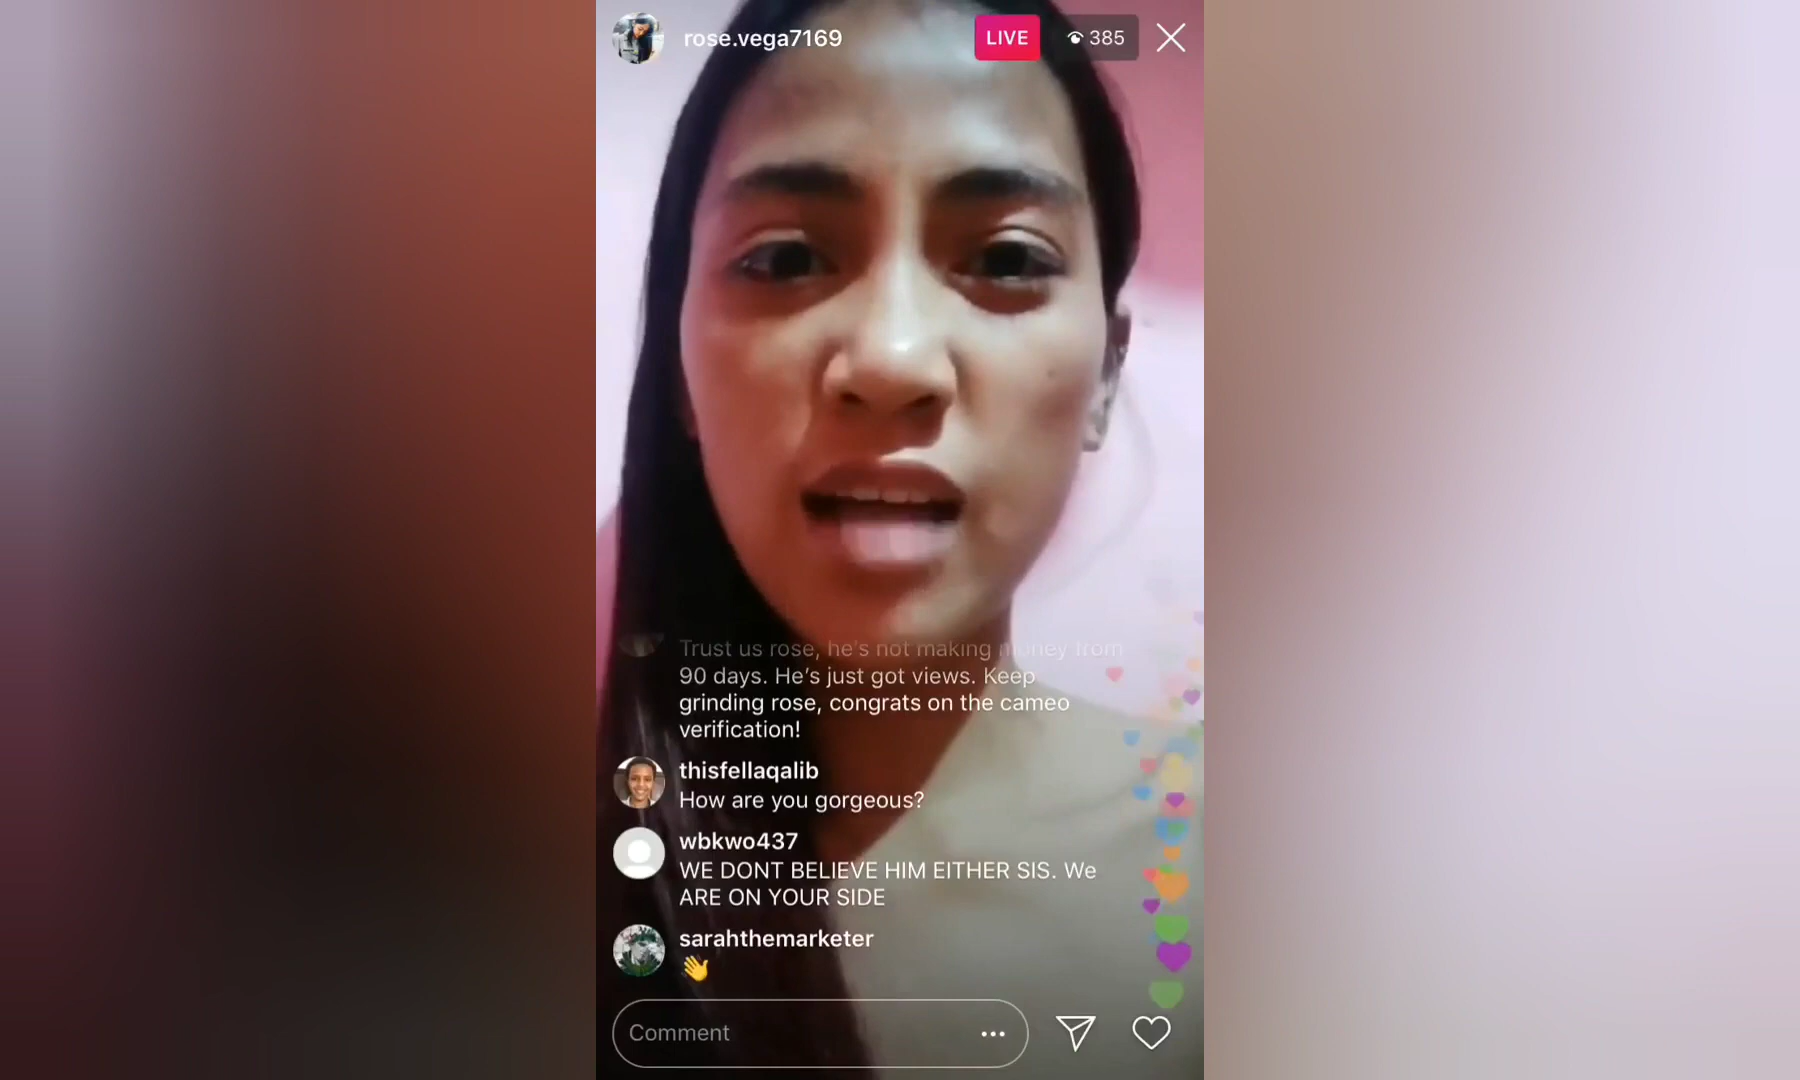 rose.vega7169
LIVE
385
Trust us rose, he's not making money from
90 days. He's just got views. Keep
grinding rose, congrats on the cameo
verification!
thisfellaqalib
How are you gorgeous?
wbkwo437
WE DONT BELIEVE HIM EITHER SIS. We
ARE ON YOUR SIDE
sarahthemarketer
👋
Comment